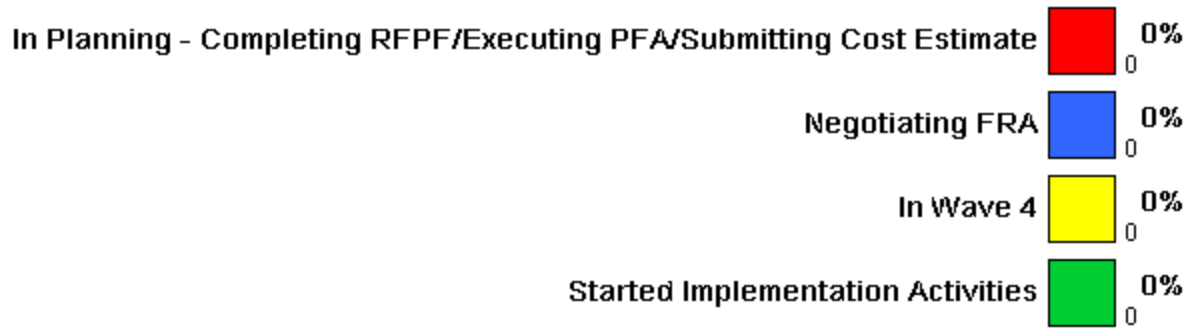 In Planning - Completing RFPF/Executing PFA/Submitting Cost Estimate 0%
0
Negotiating FRA 0%
0
In Wave 4 0%
0
Started Implementation Activities 0%
0